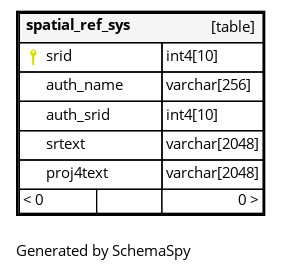 spatial_ref_sys [table]
srid int4[10]
auth_name varchar[256]
auth_srid int4[10]
srtext varchar[2048]
proj4text varchar[2048]
< 0 0 >
Generated by SchemaSpy